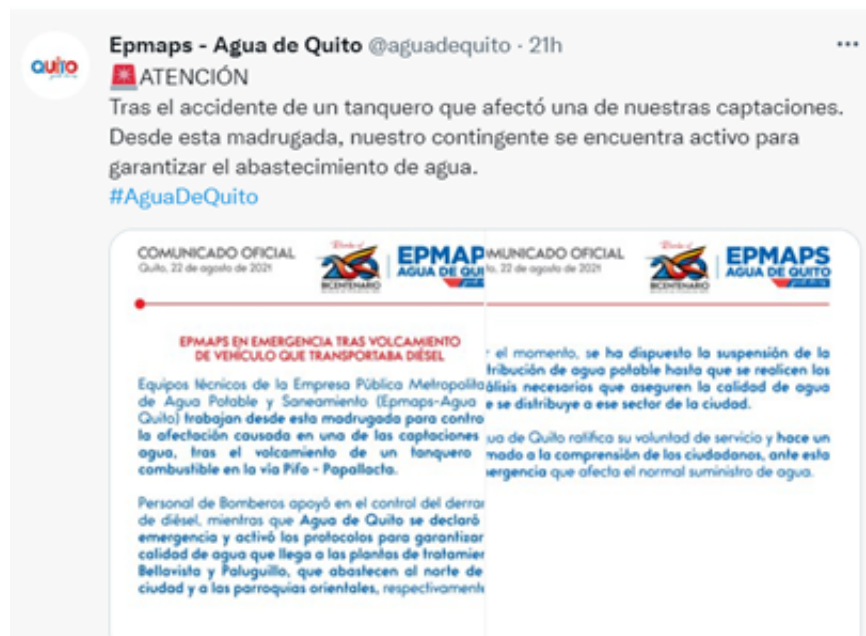 QUITO
Epmaps - Agua de Quito @aguadequito · 21h
🚨ATENCIÓN
Tras el accidente de un tanquero que afectó una de nuestras captaciones.
Desde esta madrugada, nuestro contingente se encuentra activo para
garantizar el abastecimiento de agua.
#AguaDeQuito
COMUNICADO OFICIAL
Quito, 22 de agosto de 2021
BICENTENARIO
EPMAP
AGUA DE QUI
EPMAPS EN EMERGENCIA TRAS VOLCAMIENTO
DE VEHÍCULO QUE TRANSPORTABA DIÉSEL
Equipos técnicos de la Empresa Pública Metropolita
de Agua Potable y Saneamiento (Epmaps-Agua
Quito) trabajan desde esta madrugada para contro
la afectación causada en una de las captaciones
agua, tras el volcamiento de un tanquero
combustible en la vía Pifo - Papallacta.
Personal de Bomberos apoyó en el control del derrar
de diésel, mientras que Agua de Quito se declaró
emergencia y activó los protocolos para garantizar
calidad de agua que llega a las plantas de tratamier
Bellavista y Paluguillo, que abastecen al norte de
ciudad y a las parroquias orientales, respectivament
MUNICADO OFICIAL
to, 22 de agosto de 2021
BICENTENARIO
EPMAPS
AGUA DE QUITO
r el momento, se ha dispuesto la suspensión de la
tribución de agua potable hasta que se realicen los
álisis necesarios que aseguren la calidad de agua
e se distribuye a ese sector de la ciudad.
ua de Quito ratifica su voluntad de servicio y hace un
mado a la comprensión de los ciudadanos, ante esta
ergencia que afecta el normal suministro de agua.